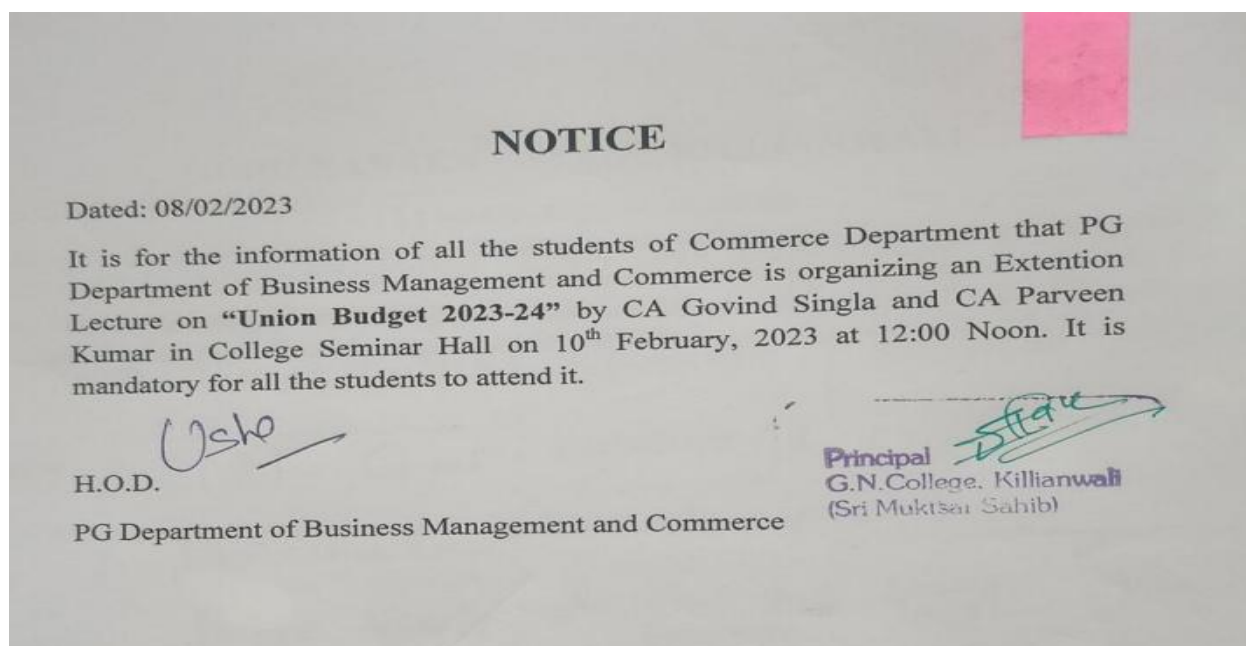 NOTICE
Dated: 08/02/2023
It is for the information of all the students of Commerce Department that PG
Department of Business Management and Commerce is organizing an Extention
Lecture on “Union Budget 2023-24” by CA Govind Singla and CA Parveen
Kumar in College Seminar Hall on 10th February, 2023 at 12:00 Noon. It is
mandatory for all the students to attend it.
Usha
H.O.D.
PG Department of Business Management and Commerce
Principal
G.N.College, Killianwali
(Sri Muktsar Sahib)